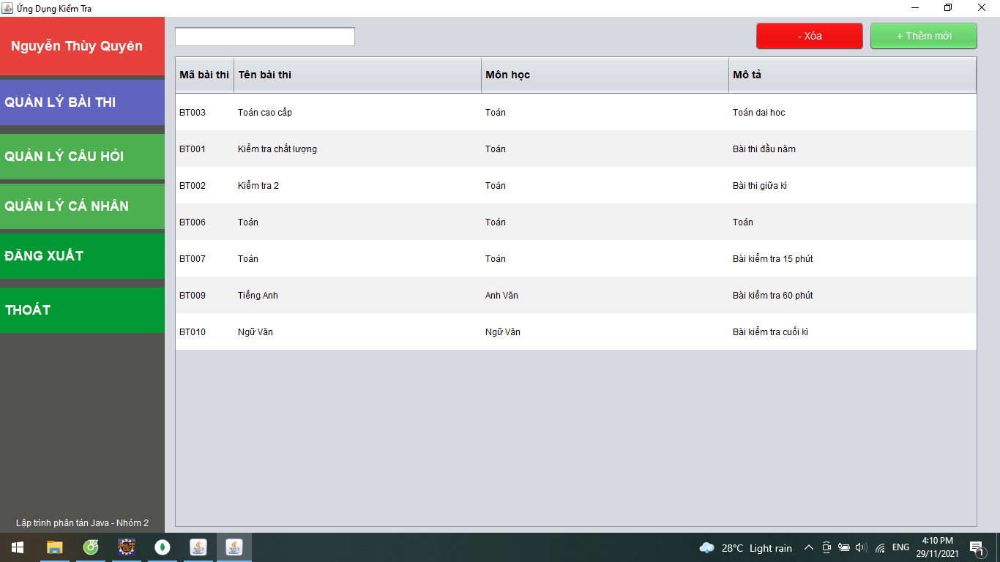 Ứng Dụng Kiểm Tra
Nguyễn Thùy Quyên
QUẢN LÝ BÀI THI
QUẢN LÝ CÂU HỎI
QUẢN LÝ CÁ NHÂN
ĐĂNG XUẤT
THOÁT
Lập trình phân tán Java - Nhóm 2
- Xóa + Thêm mới
Mã bài thi Tên bài thi Môn học Mô tả
BT003 Toán cao cấp Toán Toán dai hoc
BT001 Kiểm tra chất lượng Toán Bài thi đầu năm
BT002 Kiểm tra 2 Toán Bài thi giữa kì
BT006 Toán Toán Toán
BT007 Toán Toán Bài kiểm tra 15 phút
BT009 Tiếng Anh Anh Văn Bài kiểm tra 60 phút
BT010 Ngữ Văn Ngữ Văn Bài kiểm tra cuối kì
28°C Light rain ENG 4:10 PM
29/11/2021
1